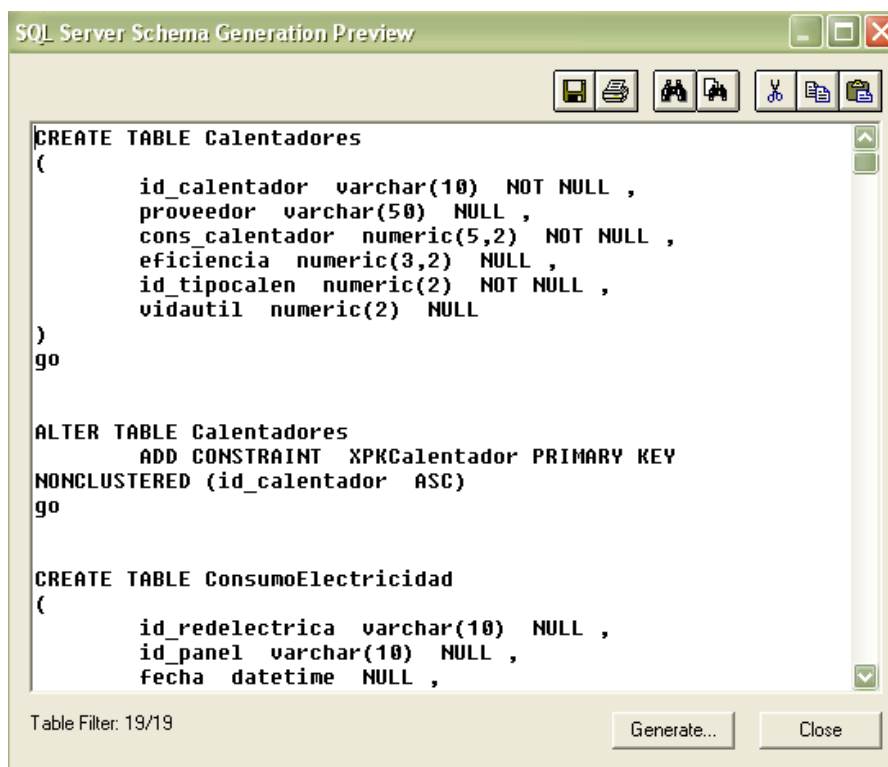 SQL Server Schema Generation Preview
CREATE TABLE Calentadores
(
id_calentador varchar(10) NOT NULL ,
proveedor varchar(50) NULL ,
cons_calentador numeric(5,2) NOT NULL ,
eficiencia numeric(3,2) NULL ,
id_tipocalen numeric(2) NOT NULL ,
vidautil numeric(2) NULL
)
go
ALTER TABLE Calentadores
ADD CONSTRAINT XPKCalentador PRIMARY KEY
NONCLUSTERED (id_calentador ASC)
go
CREATE TABLE ConsumoElectricidad
(
id_redelectrica varchar(10) NULL ,
id_panel varchar(10) NULL ,
fecha datetime NULL ,
Table Filter: 19/19
Generate...
Close